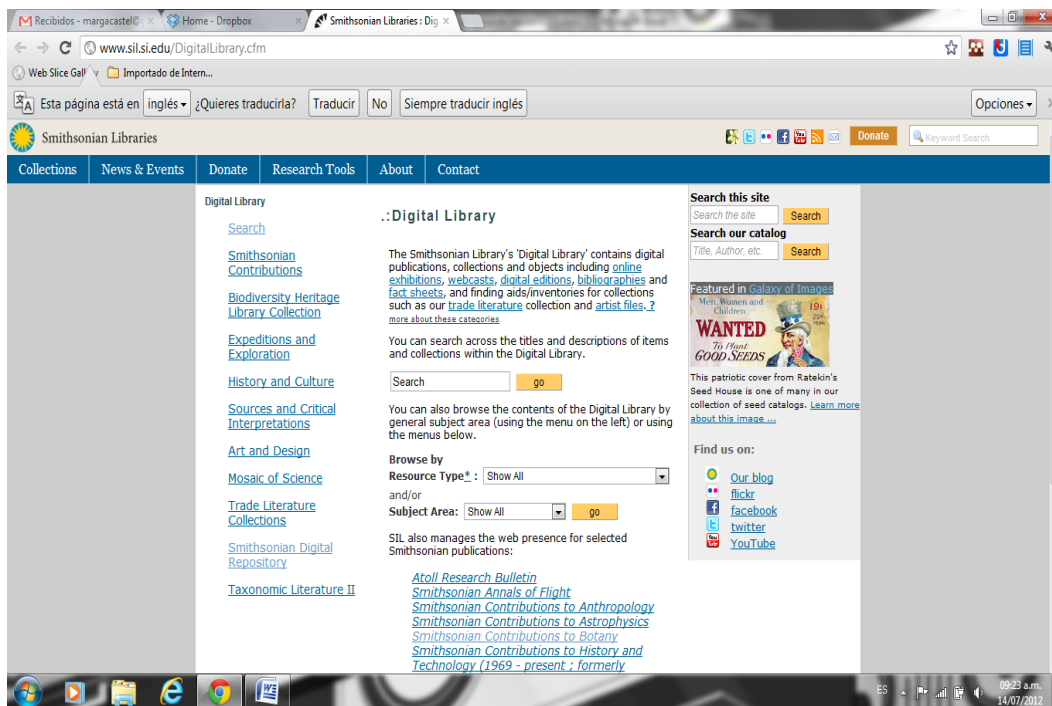 Recibidos - margacastel@
Home - Dropbox
Smithsonian Libraries : Dig
www.sil.si.edu/DigitalLibrary.cfm
Web Slice Gall
Importado de Intern...
Esta página está en inglés ¿Quieres traducirla? Traducir No Siempre traducir inglés Opciones
Smithsonian Libraries
Donate
Keyword Search
Collections News & Events Donate Research Tools About Contact
Digital Library
Search
Smithsonian
Contributions
Biodiversity Heritage
Library Collection
Expeditions and
Exploration
History and Culture
Sources and Critical
Interpretations
Art and Design
Mosaic of Science
Trade Literature
Collections
Smithsonian Digital
Repository
Taxonomic Literature II
.:Digital Library
The Smithsonian Library's 'Digital Library' contains digital
publications, collections and objects including online
exhibitions, webcasts, digital editions, bibliographies and
fact sheets, and finding aids/inventories for collections
such as our trade literature collection and artist files. ?
more about these categories
You can search across the titles and descriptions of items
and collections within the Digital Library.
Search go
You can also browse the contents of the Digital Library by
general subject area (using the menu on the left) or using
the menus below.
Browse by
Resource Type* : Show All
and/or
Subject Area: Show All go
SIL also manages the web presence for selected
Smithsonian publications:
Atoll Research Bulletin
Smithsonian Annals of Flight
Smithsonian Contributions to Anthropology
Smithsonian Contributions to Astrophysics
Smithsonian Contributions to Botany
Smithsonian Contributions to History and
Technology (1969 - present ; formerly
Search this site
Search the site Search
Search our catalog
Title, Author, etc. Search
Featured in Galaxy of Images
Men, Women and
Children
WANTED
To Plant
GOOD SEEDS
191
20th
YEAR
This patriotic cover from Ratekin's
Seed House is one of many in our
collection of seed catalogs. Learn more
about this image ...
Find us on:
Our blog
flickr
facebook
twitter
YouTube
ES
09:23 a.m.
14/07/2012